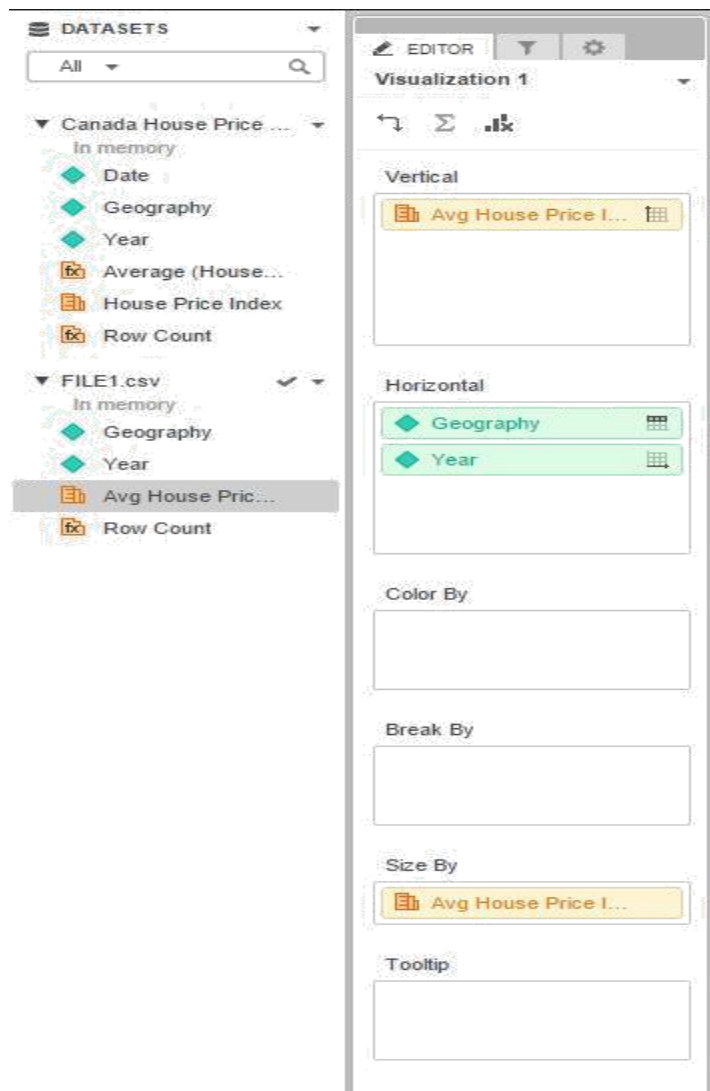 DATASETS
All
Canada House Price ...
In memory
Date
Geography
Year
Average (House...
House Price Index
Row Count
FILE1.csv
In memory
Geography
Year
Avg House Pric...
Row Count
EDITOR
Visualization 1
Vertical
Avg House Price I...
Horizontal
Geography
Year
Color By
Break By
Size By
Avg House Price I...
Tooltip